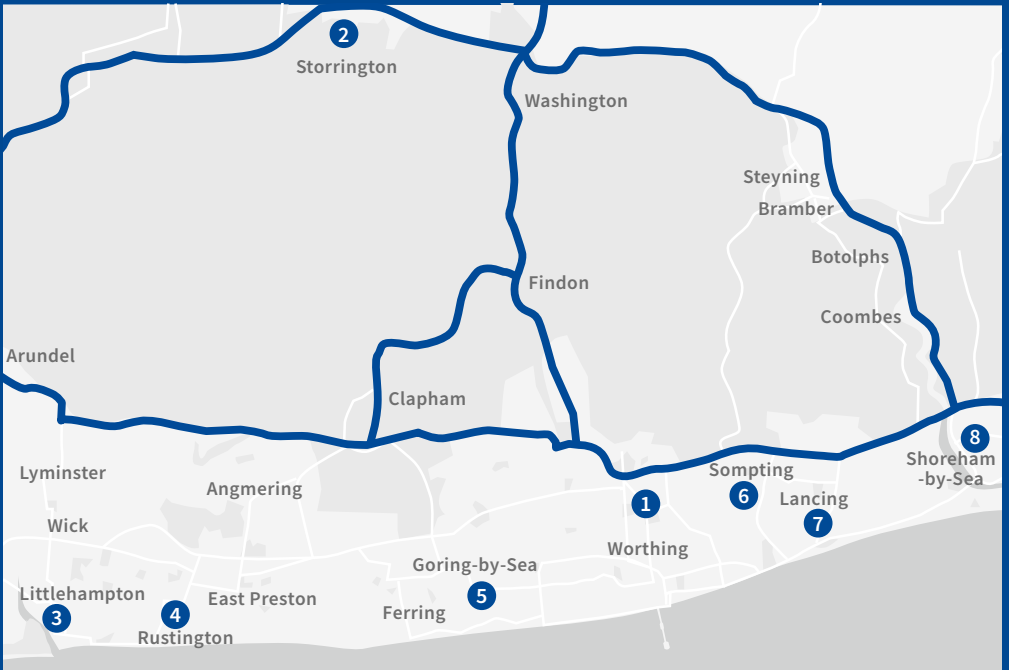 2
Storrington
Washington
Steyning
Bramber
Botolphs
Findon
Coombes
Arundel
Clapham
8
Shoreham
-by-Sea
Lyminster
Sompting
Angmering
6
Lancing
1
7
Wick
Worthing
Goring-by-Sea
Littlehampton
5
East Preston
3
4
Ferring
Rustington